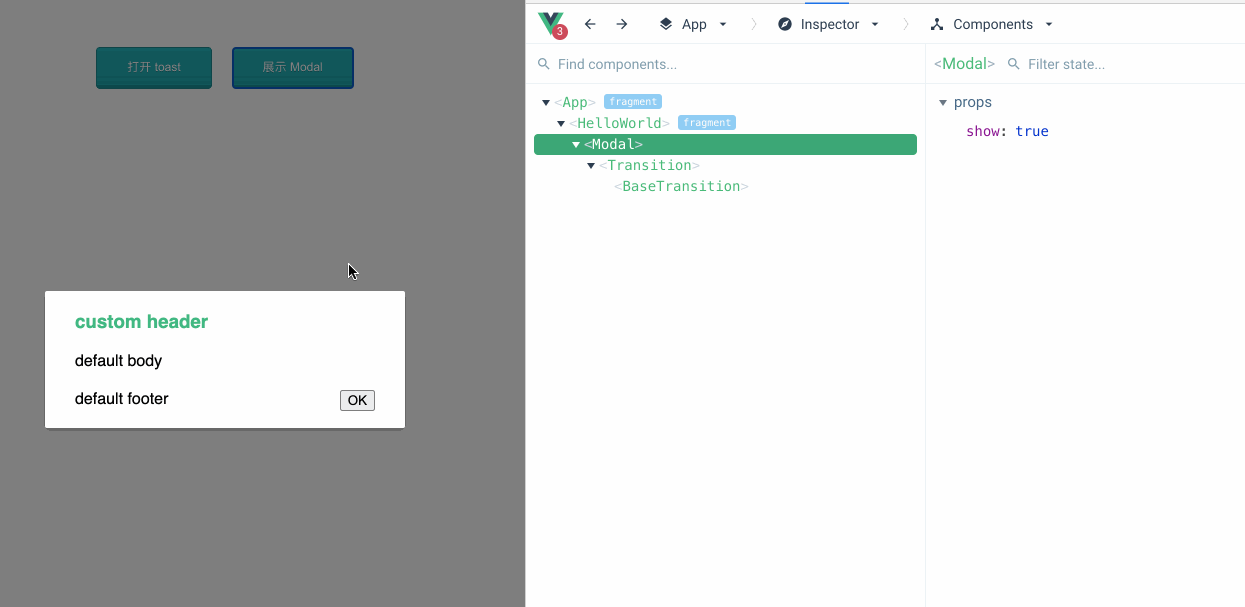 打开 toast
展示 Modal
custom header
default body
default footer
OK
3
App
Inspector
Components
Find components...
<App> fragment
<HelloWorld> fragment
<Modal>
<Transition>
<BaseTransition>
<Modal>
Filter state...
props
show: true